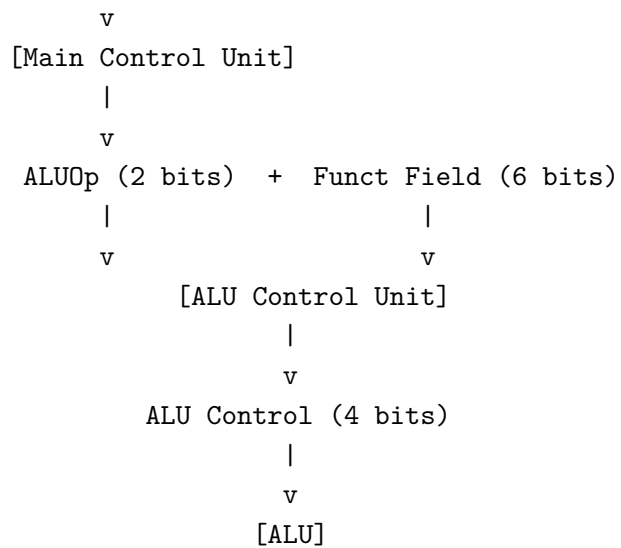 v
[Main Control Unit]
|
v
ALUOp (2 bits) + Funct Field (6 bits)
| |
v v
[ALU Control Unit]
|
v
ALU Control (4 bits)
|
v
[ALU]